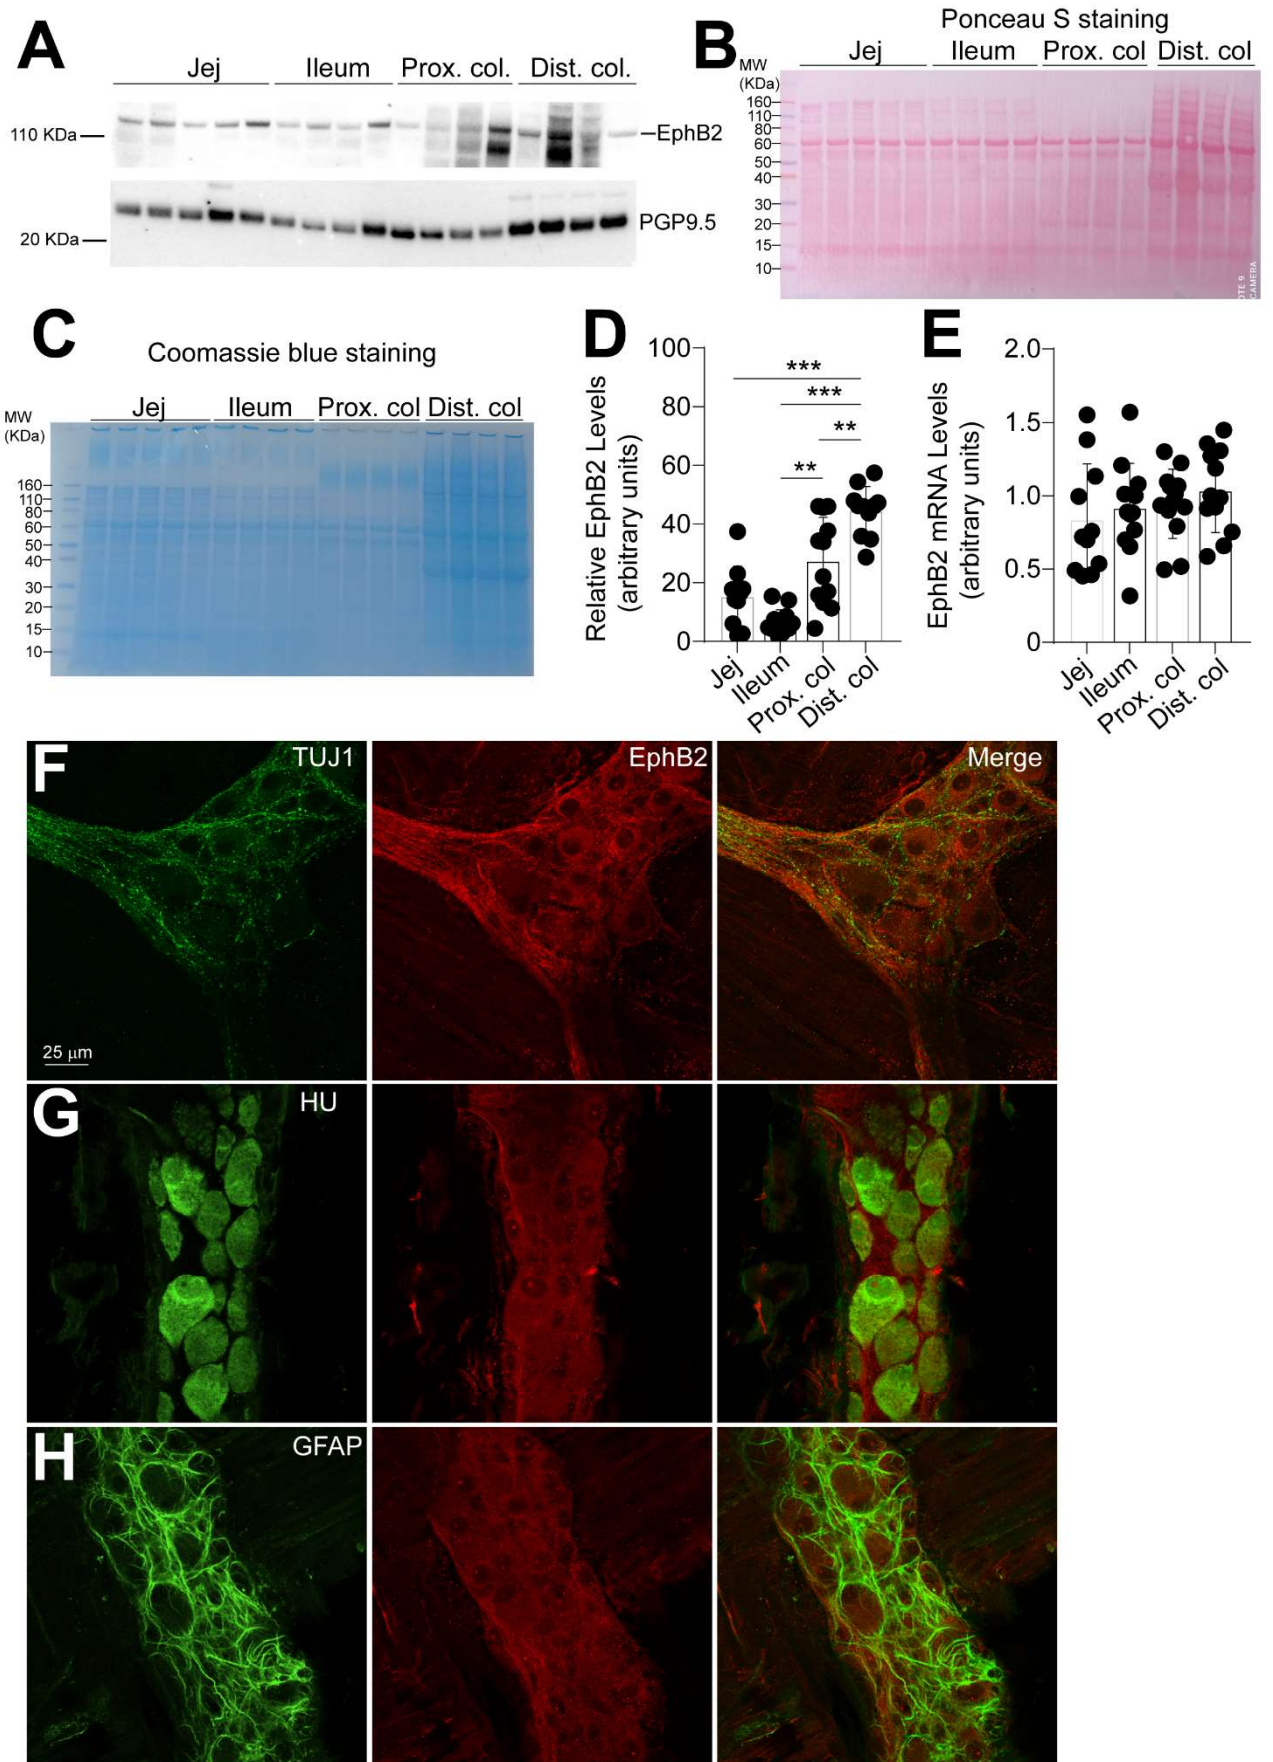 A
Jej Ileum Prox. col. Dist. col.
110 KDa
EphB2
20 KDa
PGP9.5
B
Ponceau S staining
MW
(KDa)
Jej Ileum Prox. col Dist. col
160
110
80
60
50
40
30
20
15
10
OTE 9
CAMERA
C
Coomassie blue staining
MW
(KDa)
Jej Ileum Prox. col Dist. col
160
110
80
60
50
40
30
20
15
10
D
Relative EphB2 Levels
(arbitrary units)
100
80
60
40
20
0
***
***
**
**
Jej
Ileum
Prox. col
Dist. col
E
EphB2 mRNA Levels
(arbitrary units)
2.0
1.5
1.0
0.5
0
Jej
Ileum
Prox. col
Dist. col
F
TUJ1
EphB2
Merge
25 µm
G
HU
H
GFAP